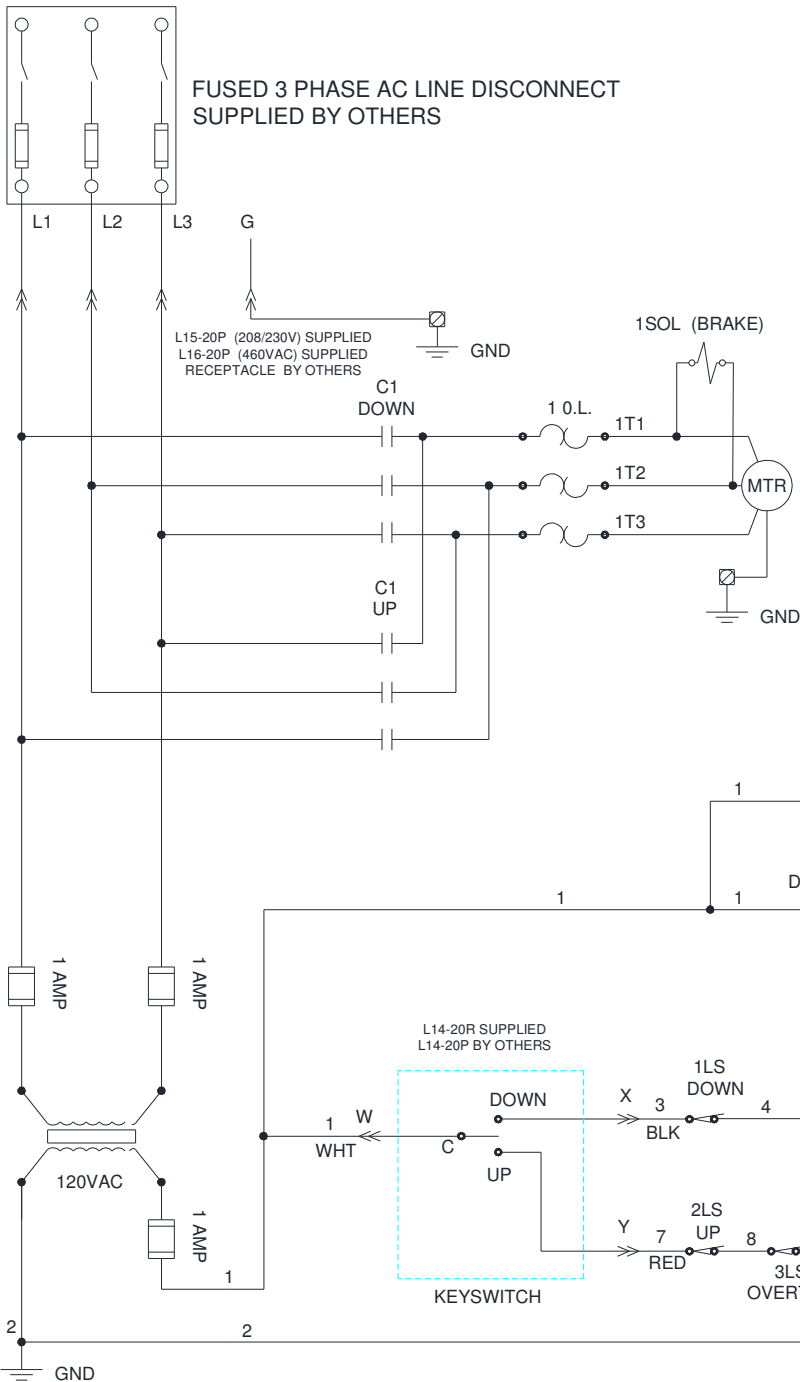 FUSED 3 PHASE AC LINE DISCONNECT
SUPPLIED BY OTHERS
L1
L2
L3
G
L15-20P (208/230V) SUPPLIED
L16-20P (460VAC) SUPPLIED
RECEPTACLE BY OTHERS
GND
1SOL (BRAKE)
C1
DOWN
1 0.L.
1T1
1T2
MTR
1T3
C1
UP
GND
1
D
1
1
1 AMP
1 AMP
L14-20R SUPPLIED
L14-20P BY OTHERS
1LS
DOWN
DOWN
X
3
4
BLK
1
W
WHT
C
UP
120VAC
1 AMP
2LS
UP
Y
7
8
RED
3LS
OVERT
1
KEYSWITCH
2
2
GND